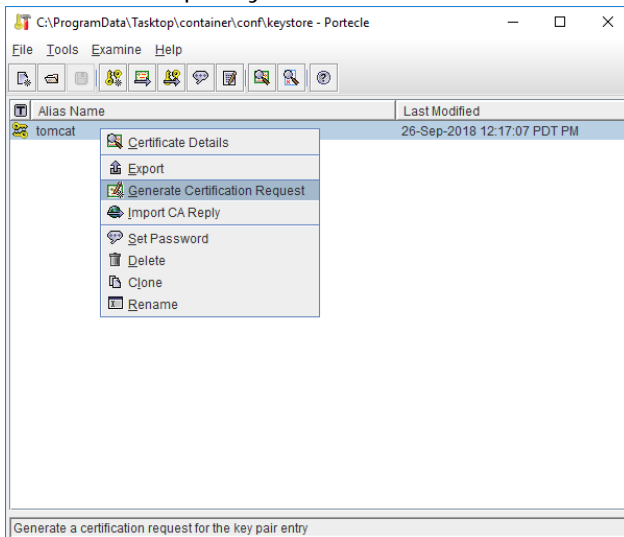 C:\ProgramData\Tasktop\container\conf\keystore - Portecle
File Tools Examine Help
T Alias Name Last Modified
tomcat 26-Sep-2018 12:17:07 PDT PM
Certificate Details
Export
Generate Certification Request
Import CA Reply
Set Password
Delete
Clone
Rename
Generate a certification request for the key pair entry